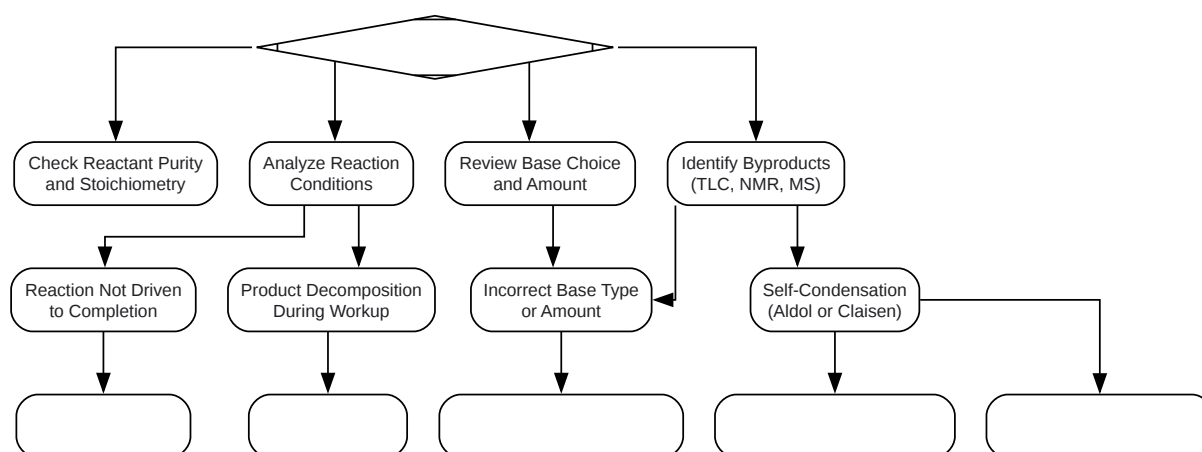 Check Reactant Purity
and Stoichiometry
Analyze Reaction
Conditions
Review Base Choice
and Amount
Identify Byproducts
(TLC, NMR, MS)
Reaction Not Driven
to Completion
Product Decomposition
During Workup
Incorrect Base Type
or Amount
Self-Condensation
(Aldol or Claisen)